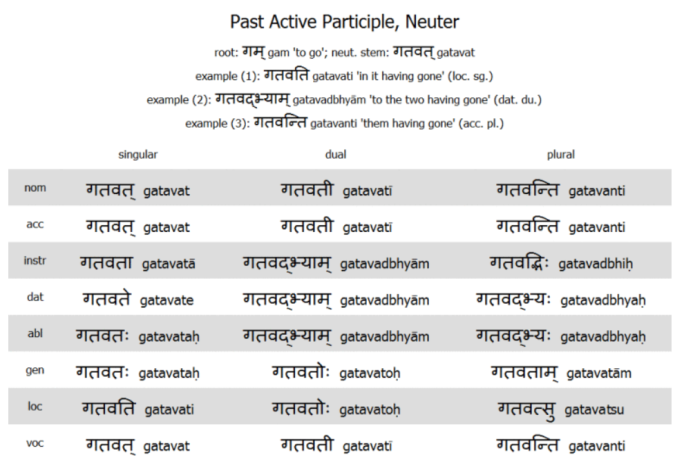 Past Active Participle, Neuter
root: गम् gam 'to go'; neut. stem: गतवत् gatavat
example (1): गतवति gatavati 'in it having gone' (loc. sg.)
example (2): गतवद्भ्याम् gatavadbhyām 'to the two having gone' (dat. du.)
example (3): गतवन्ति gatavanti 'them having gone' (acc. pl.)
singular dual plural
nom गतवत् gatavat गतवती gatavatī गतवन्ति gatavanti
acc गतवत् gatavat गतवती gatavatī गतवन्ति gatavanti
instr गतवता gatavatā गतवद्भ्याम् gatavadbhyām गतवद्भिः gatavadbhiḥ
dat गतवते gatavate गतवद्भ्याम् gatavadbhyām गतवद्भ्यः gatavadbhyaḥ
abl गतवतः gatavataḥ गतवद्भ्याम् gatavadbhyām गतवद्भ्यः gatavadbhyaḥ
gen गतवतः gatavataḥ गतवतोः gatavatoḥ गतवताम् gatavatām
loc गतवति gatavati गतवतोः gatavatoḥ गतवत्सु gatavatsu
voc गतवत् gatavat गतवती gatavatī गतवन्ति gatavanti